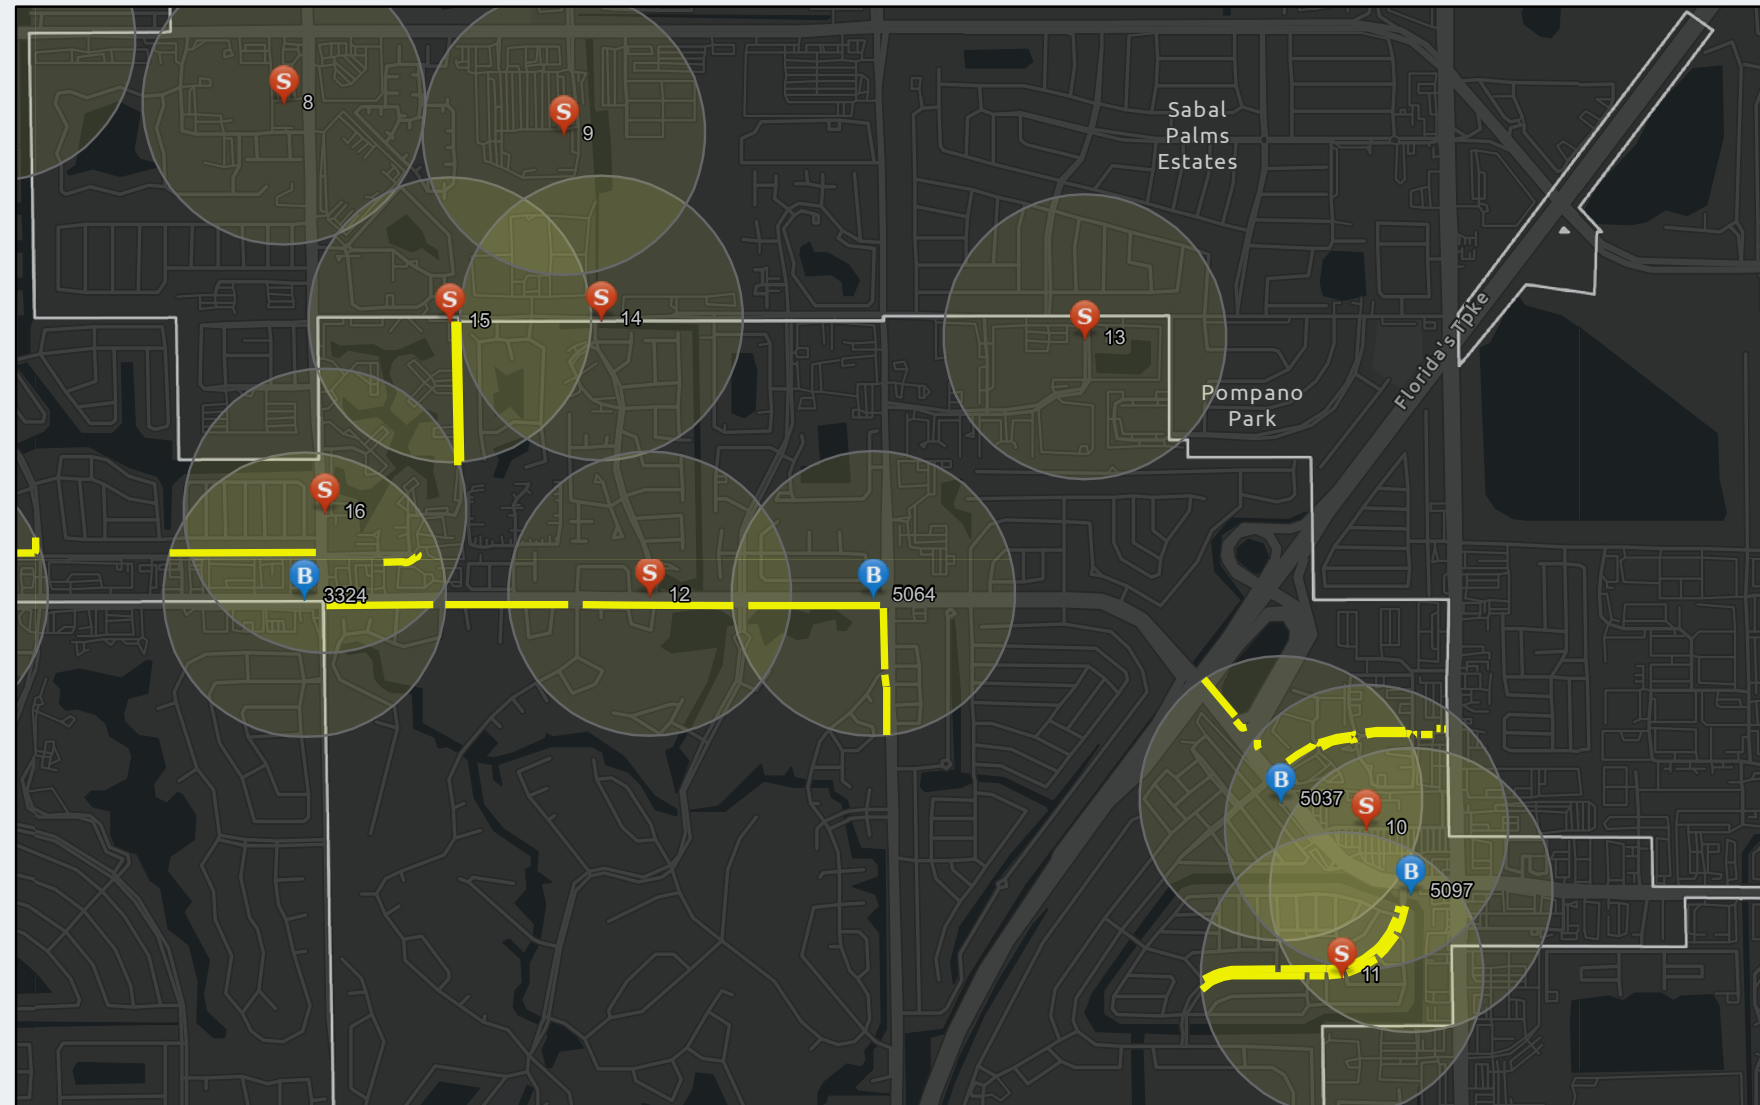 S
8
S
9
Sabal
Palms
Estates
S
15
S
14
S
13
Florida's Tpke
Pompano
Park
S
16
B
3324
S
12
B
5064
B
5037
S
10
B
5097
S
11